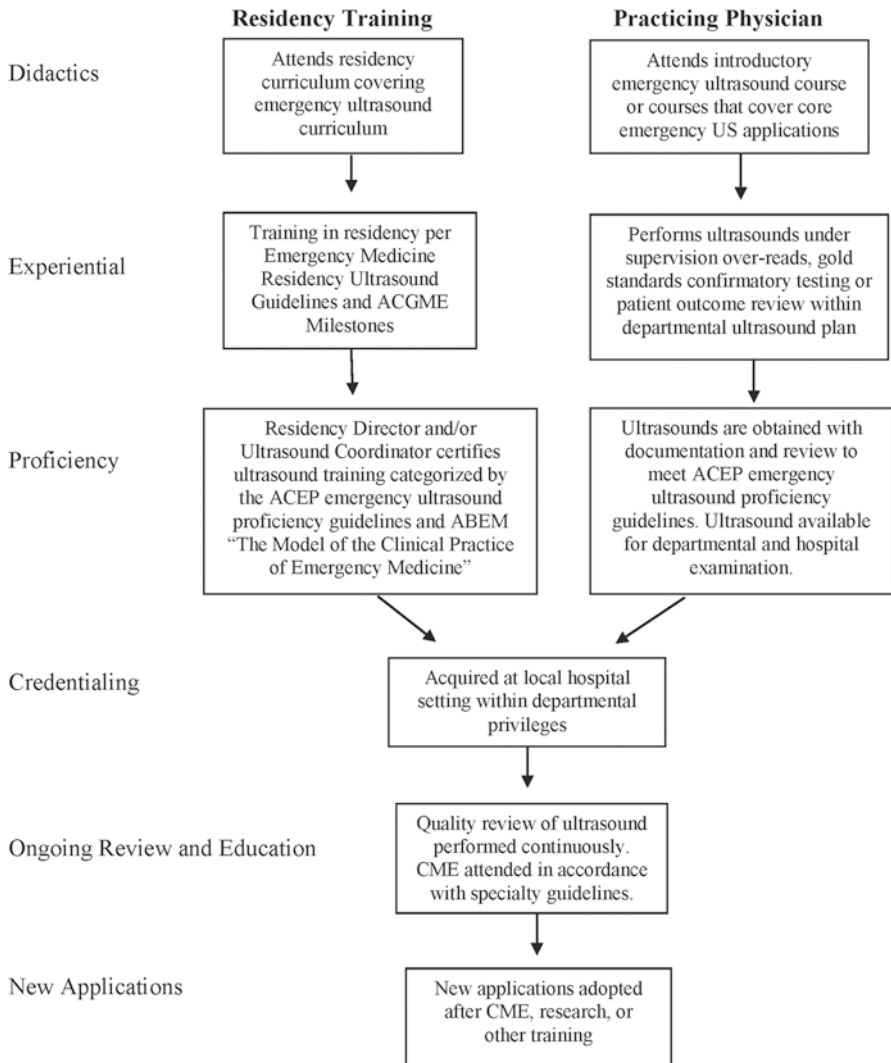 Residency Training
Practicing Physician
Didactics
Attends residency
curriculum covering
emergency ultrasound
curriculum
Attends introductory
emergency ultrasound course
or courses that cover core
emergency US applications
Experiential
Training in residency per
Emergency Medicine
Residency Ultrasound
Guidelines and ACGME
Milestones
Performs ultrasounds under
supervision over-reads, gold
standards confirmatory testing or
patient outcome review within
departmental ultrasound plan
Proficiency
Residency Director and/or
Ultrasound Coordinator certifies
ultrasound training categorized by
the ACEP emergency ultrasound
proficiency guidelines and ABEM
“The Model of the Clinical Practice
of Emergency Medicine”
Ultrasounds are obtained with
documentation and review to
meet ACEP emergency
ultrasound proficiency
guidelines. Ultrasound available
for departmental and hospital
examination.
Credentialing
Acquired at local hospital
setting within departmental
privileges
Ongoing Review and Education
Quality review of ultrasound
performed continuously.
CME attended in accordance
with specialty guidelines.
New Applications
New applications adopted
after CME, research, or
other training